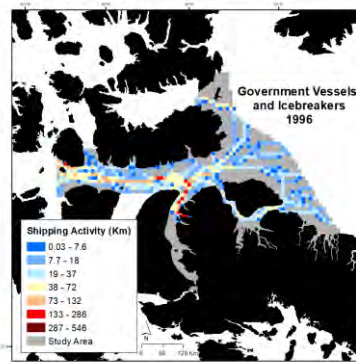 Government Vessels
and Icebreakers
1996
Shipping Activity (Km)
0.03 - 7.6
7.7 - 18
19 - 37
38 - 72
73 - 132
133 - 286
287 - 546
Study Area
N